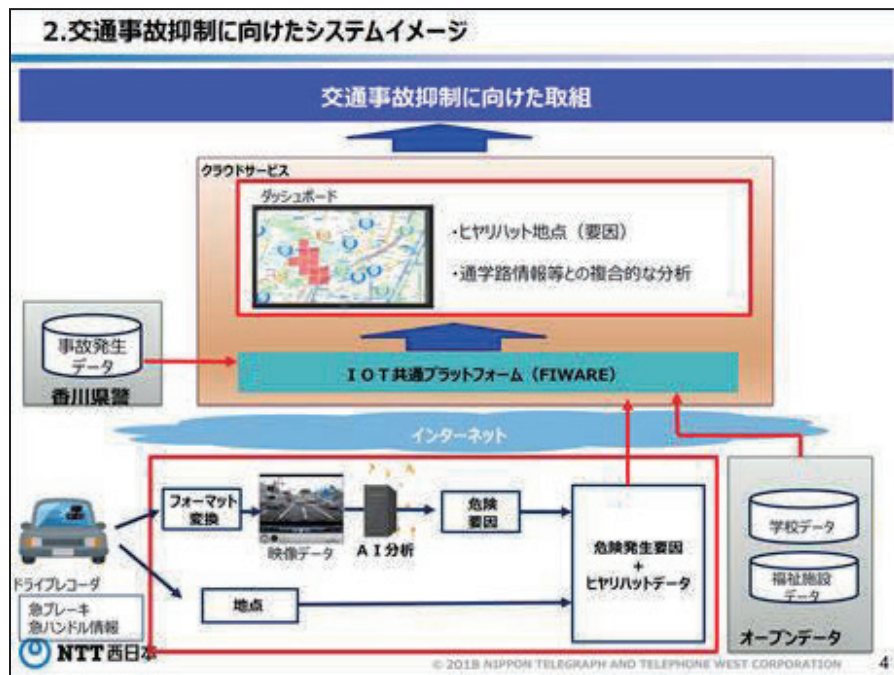 2.交通事故抑制に向けたシステムイメージ
交通事故抑制に向けた取組
クラウドサービス
ダッシュボード
・ヒヤリハット地点（要因）
・通学路情報等との複合的な分析
事故発生
データ
香川県警
ＩＯＴ共通プラットフォーム（FIWARE）
インターネット
フォーマット
変換
映像データ
ＡＩ分析
危険
要因
危険発生要因
+
ヒヤリハットデータ
地点
ドライブレコーダ
急ブレーキ
急ハンドル情報
学校データ
福祉施設
データ
オープンデータ
NTT西日本
© 2018 NIPPON TELEGRAPH AND TELEPHONE WEST CORPORATION
4